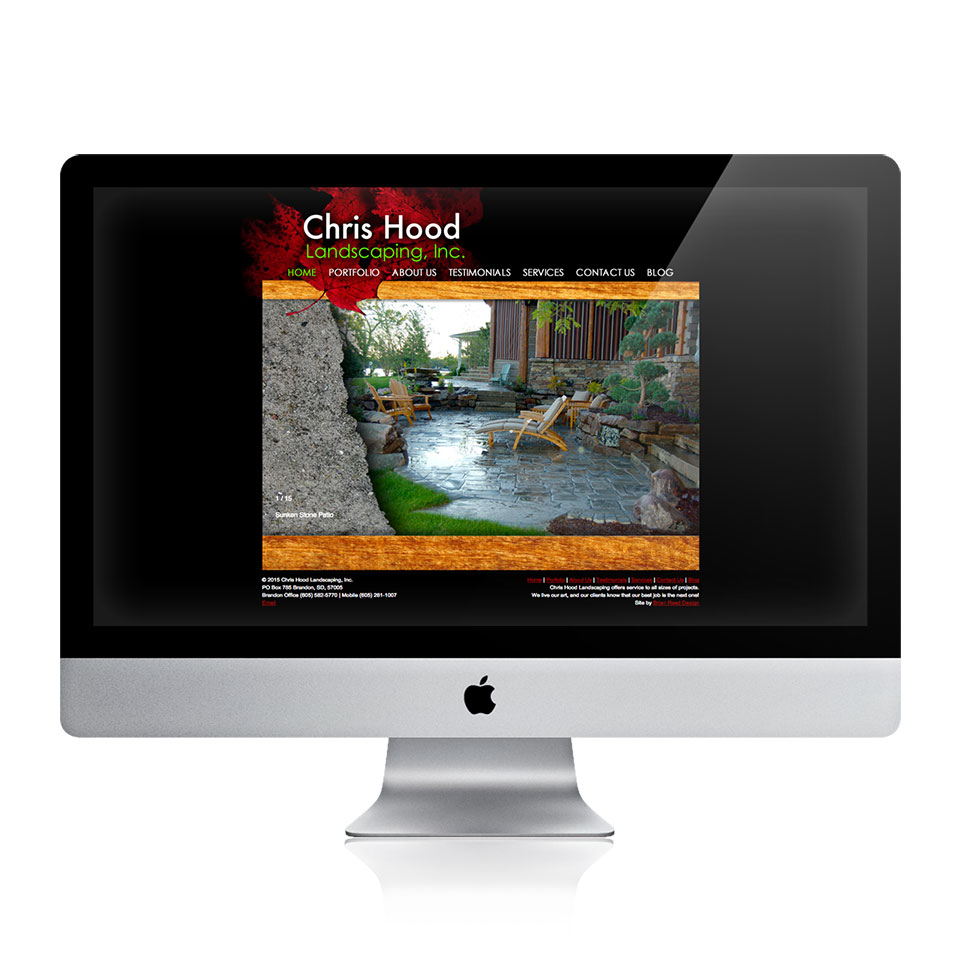 Chris Hood
Landscaping, Inc.
HOME PORTFOLIO ABOUT US TESTIMONIALS SERVICES CONTACT US BLOG
1 / 15
Sunken Stone Patio
© 2015 Chris Hood Landscaping, Inc.
PO Box 785 Brandon, SD, 57005
Brandon Office (605) 582-5770 | Mobile (605) 261-1007
Email
Home | Portfolio | About Us | Testimonials | Services | Contact Us | Blog
Chris Hood Landscaping offers service to all sizes of projects.
We live our art, and our clients know that our best job is the next one!
Site by Brian Reed Design